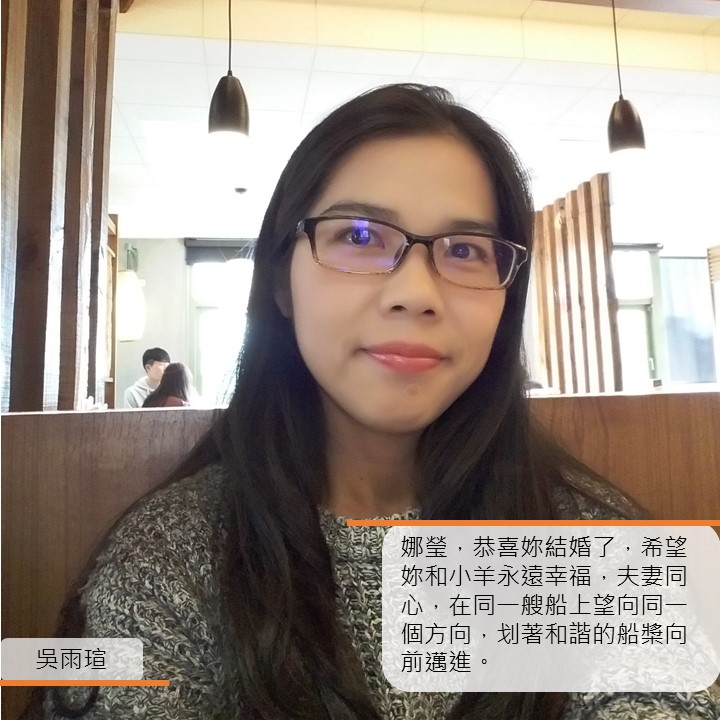 娜瑩，恭喜妳結婚了，希望
妳和小羊永遠幸福，夫妻同
心，在同一艘船上望向同一
個方向，划著和諧的船槳向
前邁進。
吳雨瑄